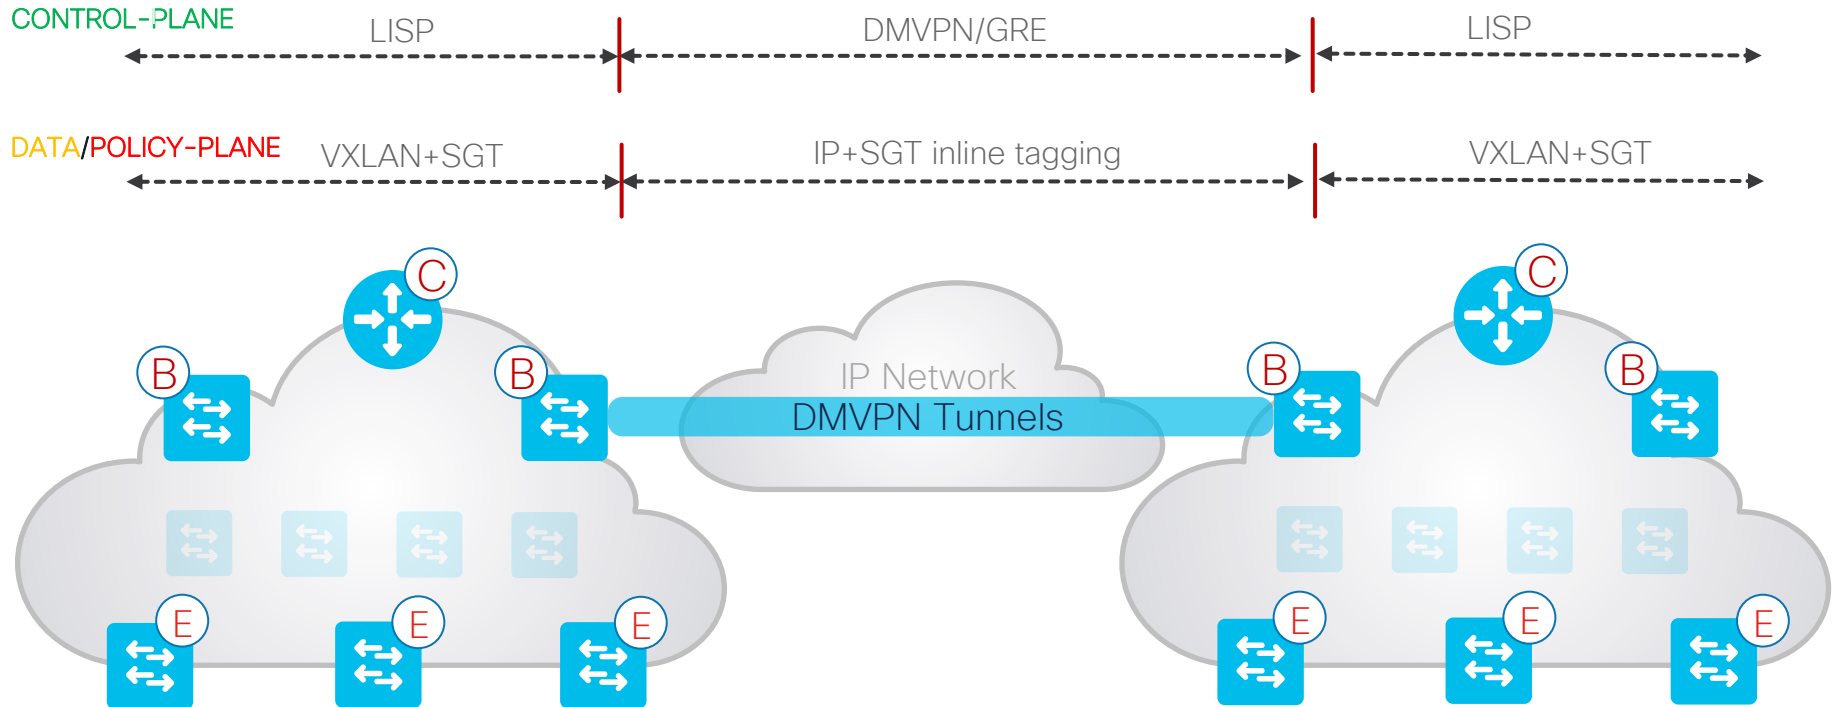 CONTROL-PLANE
LISP
DMVPN/GRE
LISP
DATA/POLICY-PLANE
VXLAN+SGT
IP+SGT inline tagging
VXLAN+SGT
C
C
B
B
B
B
IP Network
DMVPN Tunnels
E
E
E
E
E
E